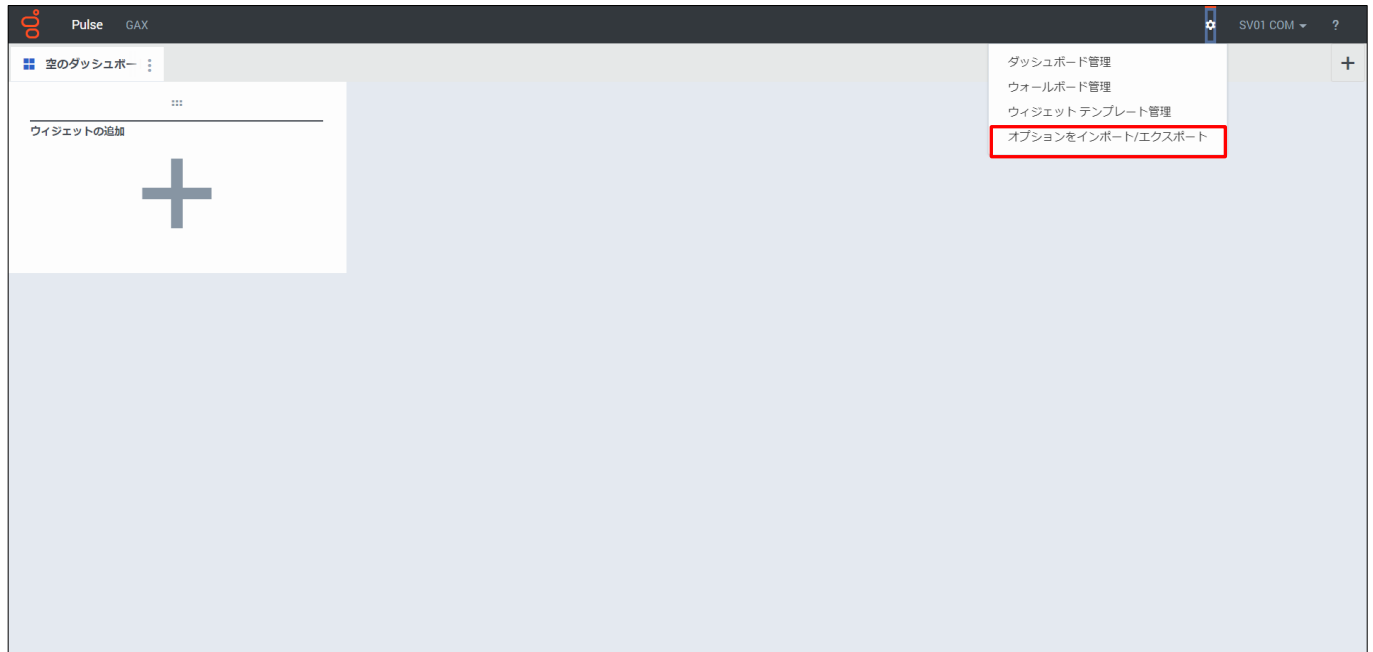 Pulse GAX SV01 COM ?
空のダッシュボー
ダッシュボード管理
ウォールボード管理
ウィジェット テンプレート管理
オプションをインポート/エクスポート
ウィジェットの追加